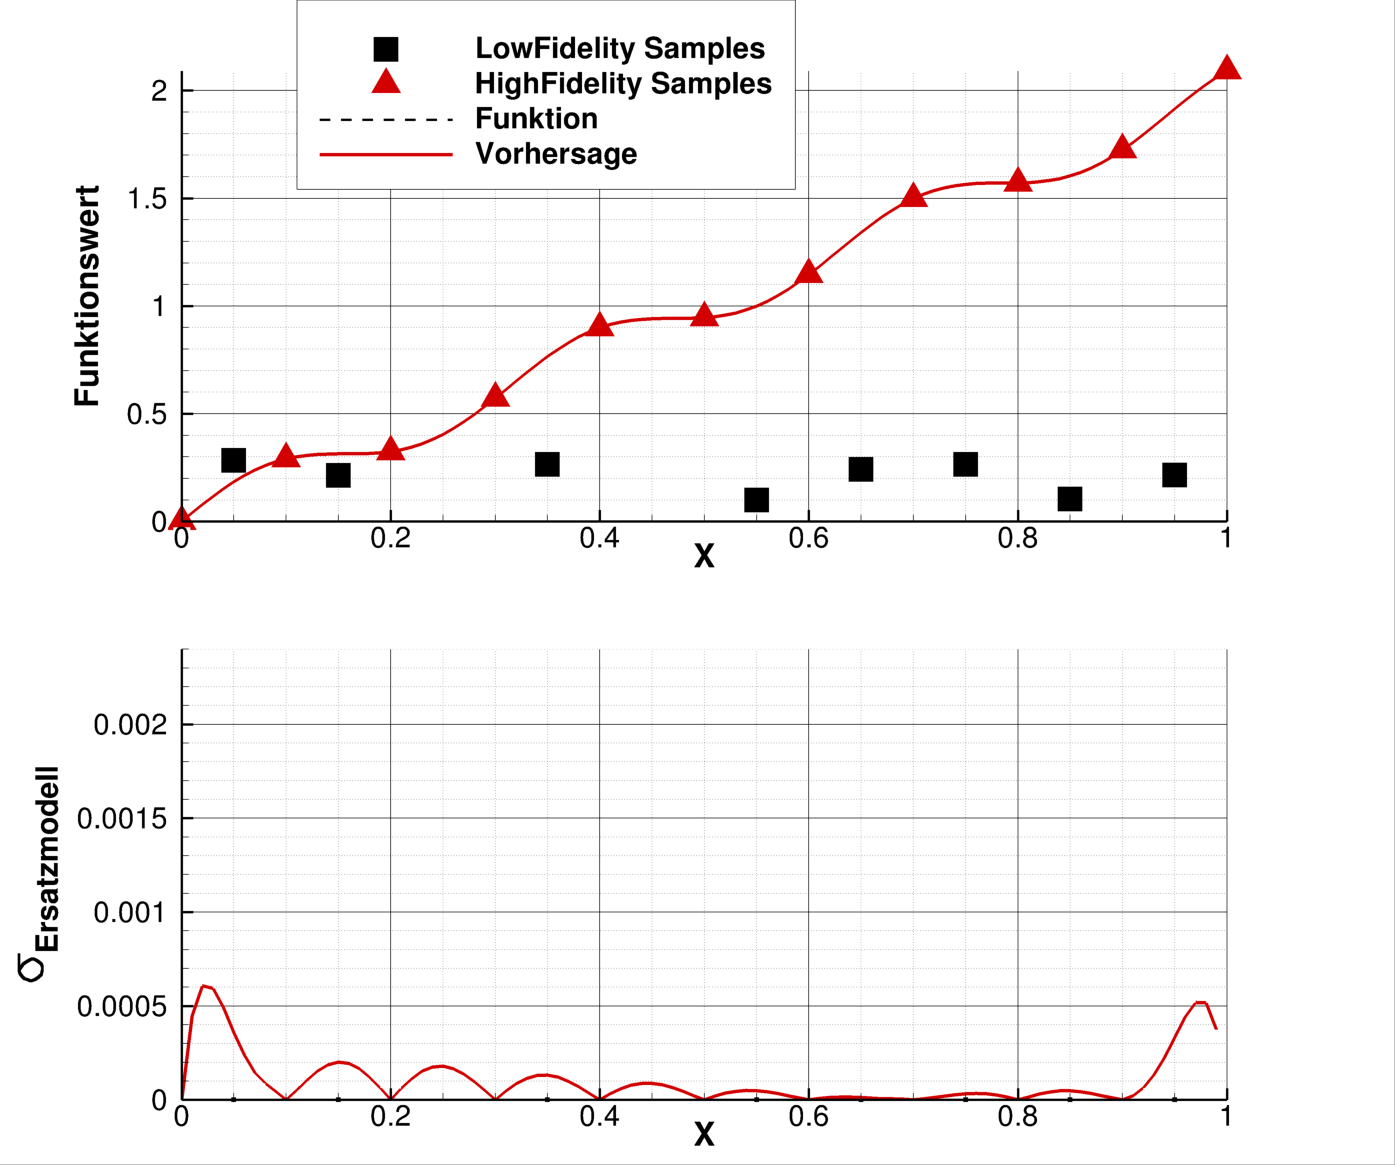 LowFidelity Samples
HighFidelity Samples
Funktion
Vorhersage
Funktionswert
2
1.5
1
0.5
0
0 0.2 0.4 0.6 0.8 1
X
σErsatzmodell
0.002
0.0015
0.001
0.0005
0
0 0.2 0.4 0.6 0.8 1
X